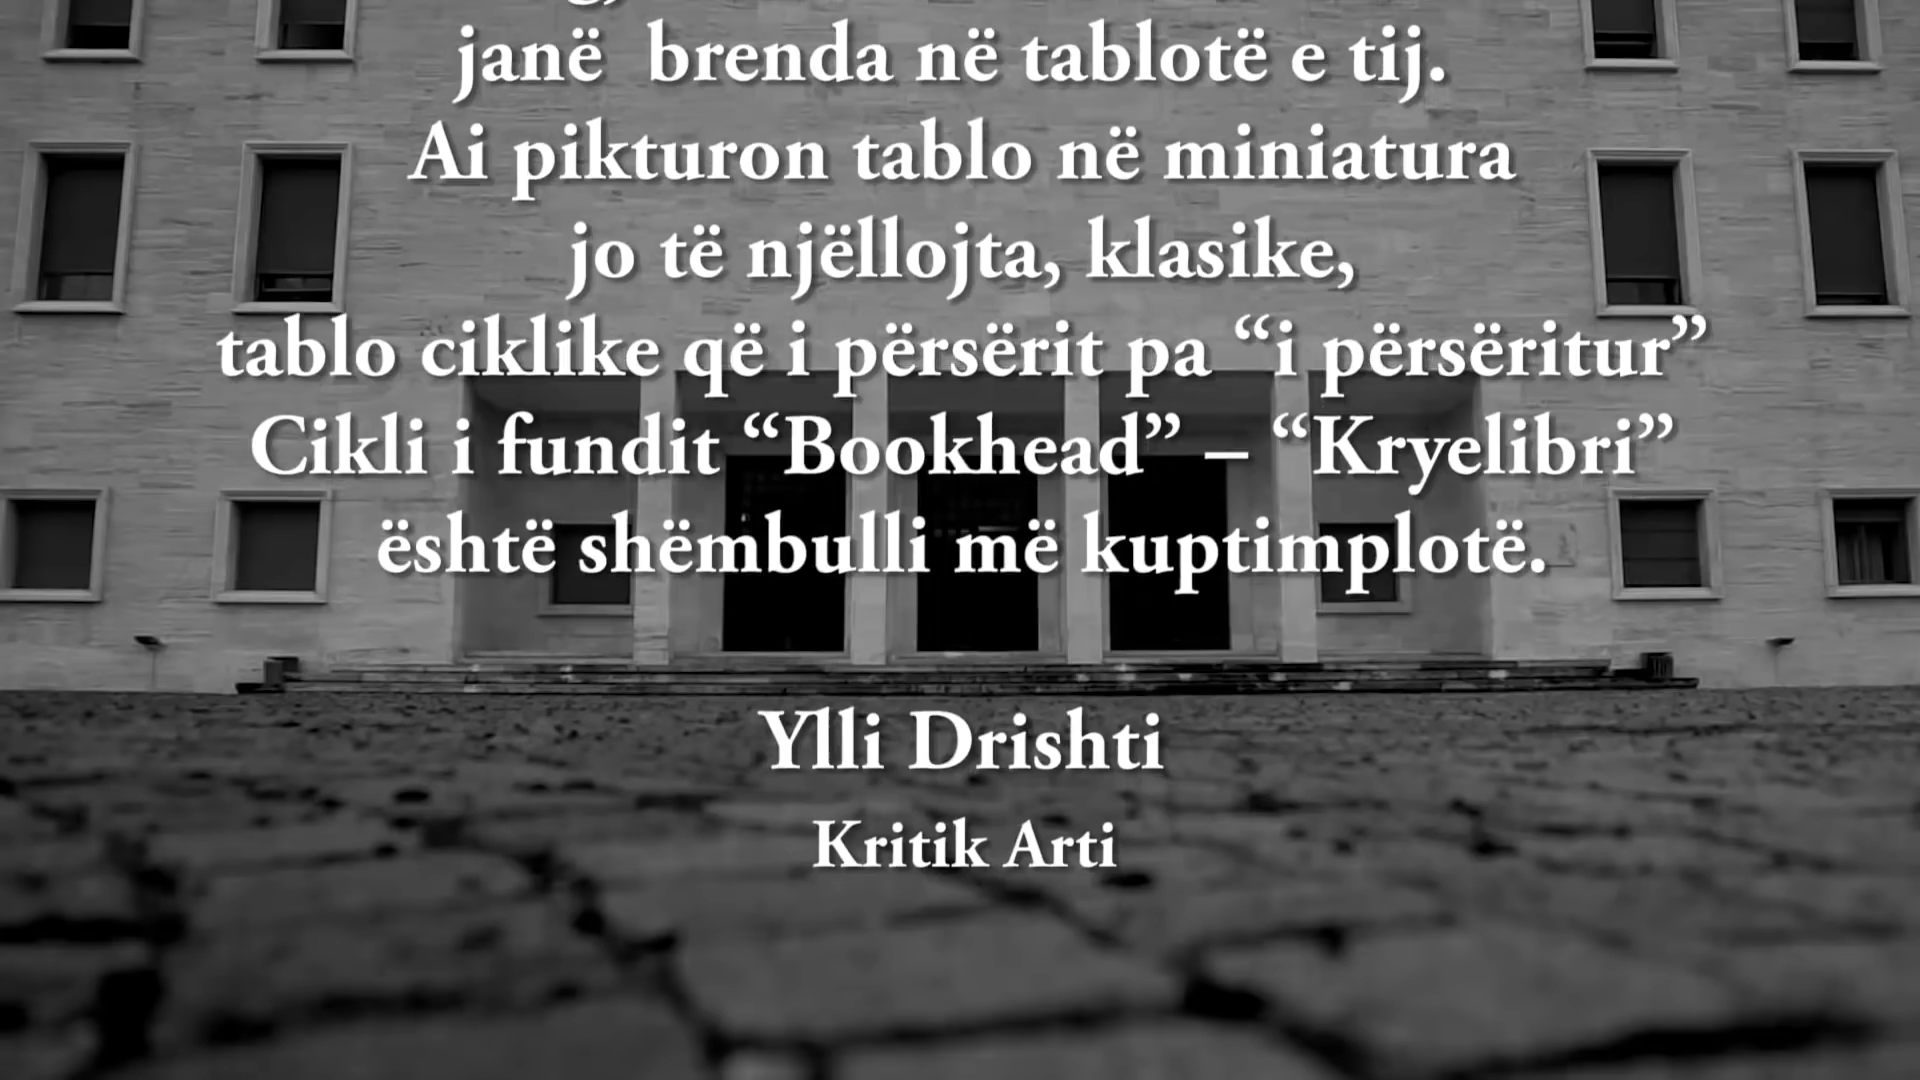 janë brenda në tablotë e tij.
Ai pikturon tablo në miniatura
jo të njëllojta, klasike,
tablo ciklike që i përsërit pa “i përsëritur”
Cikli i fundit “Bookhead” – “Kryelibri”
është shëmbulli më kuptimplotë.
Ylli Drishti
Kritik Arti